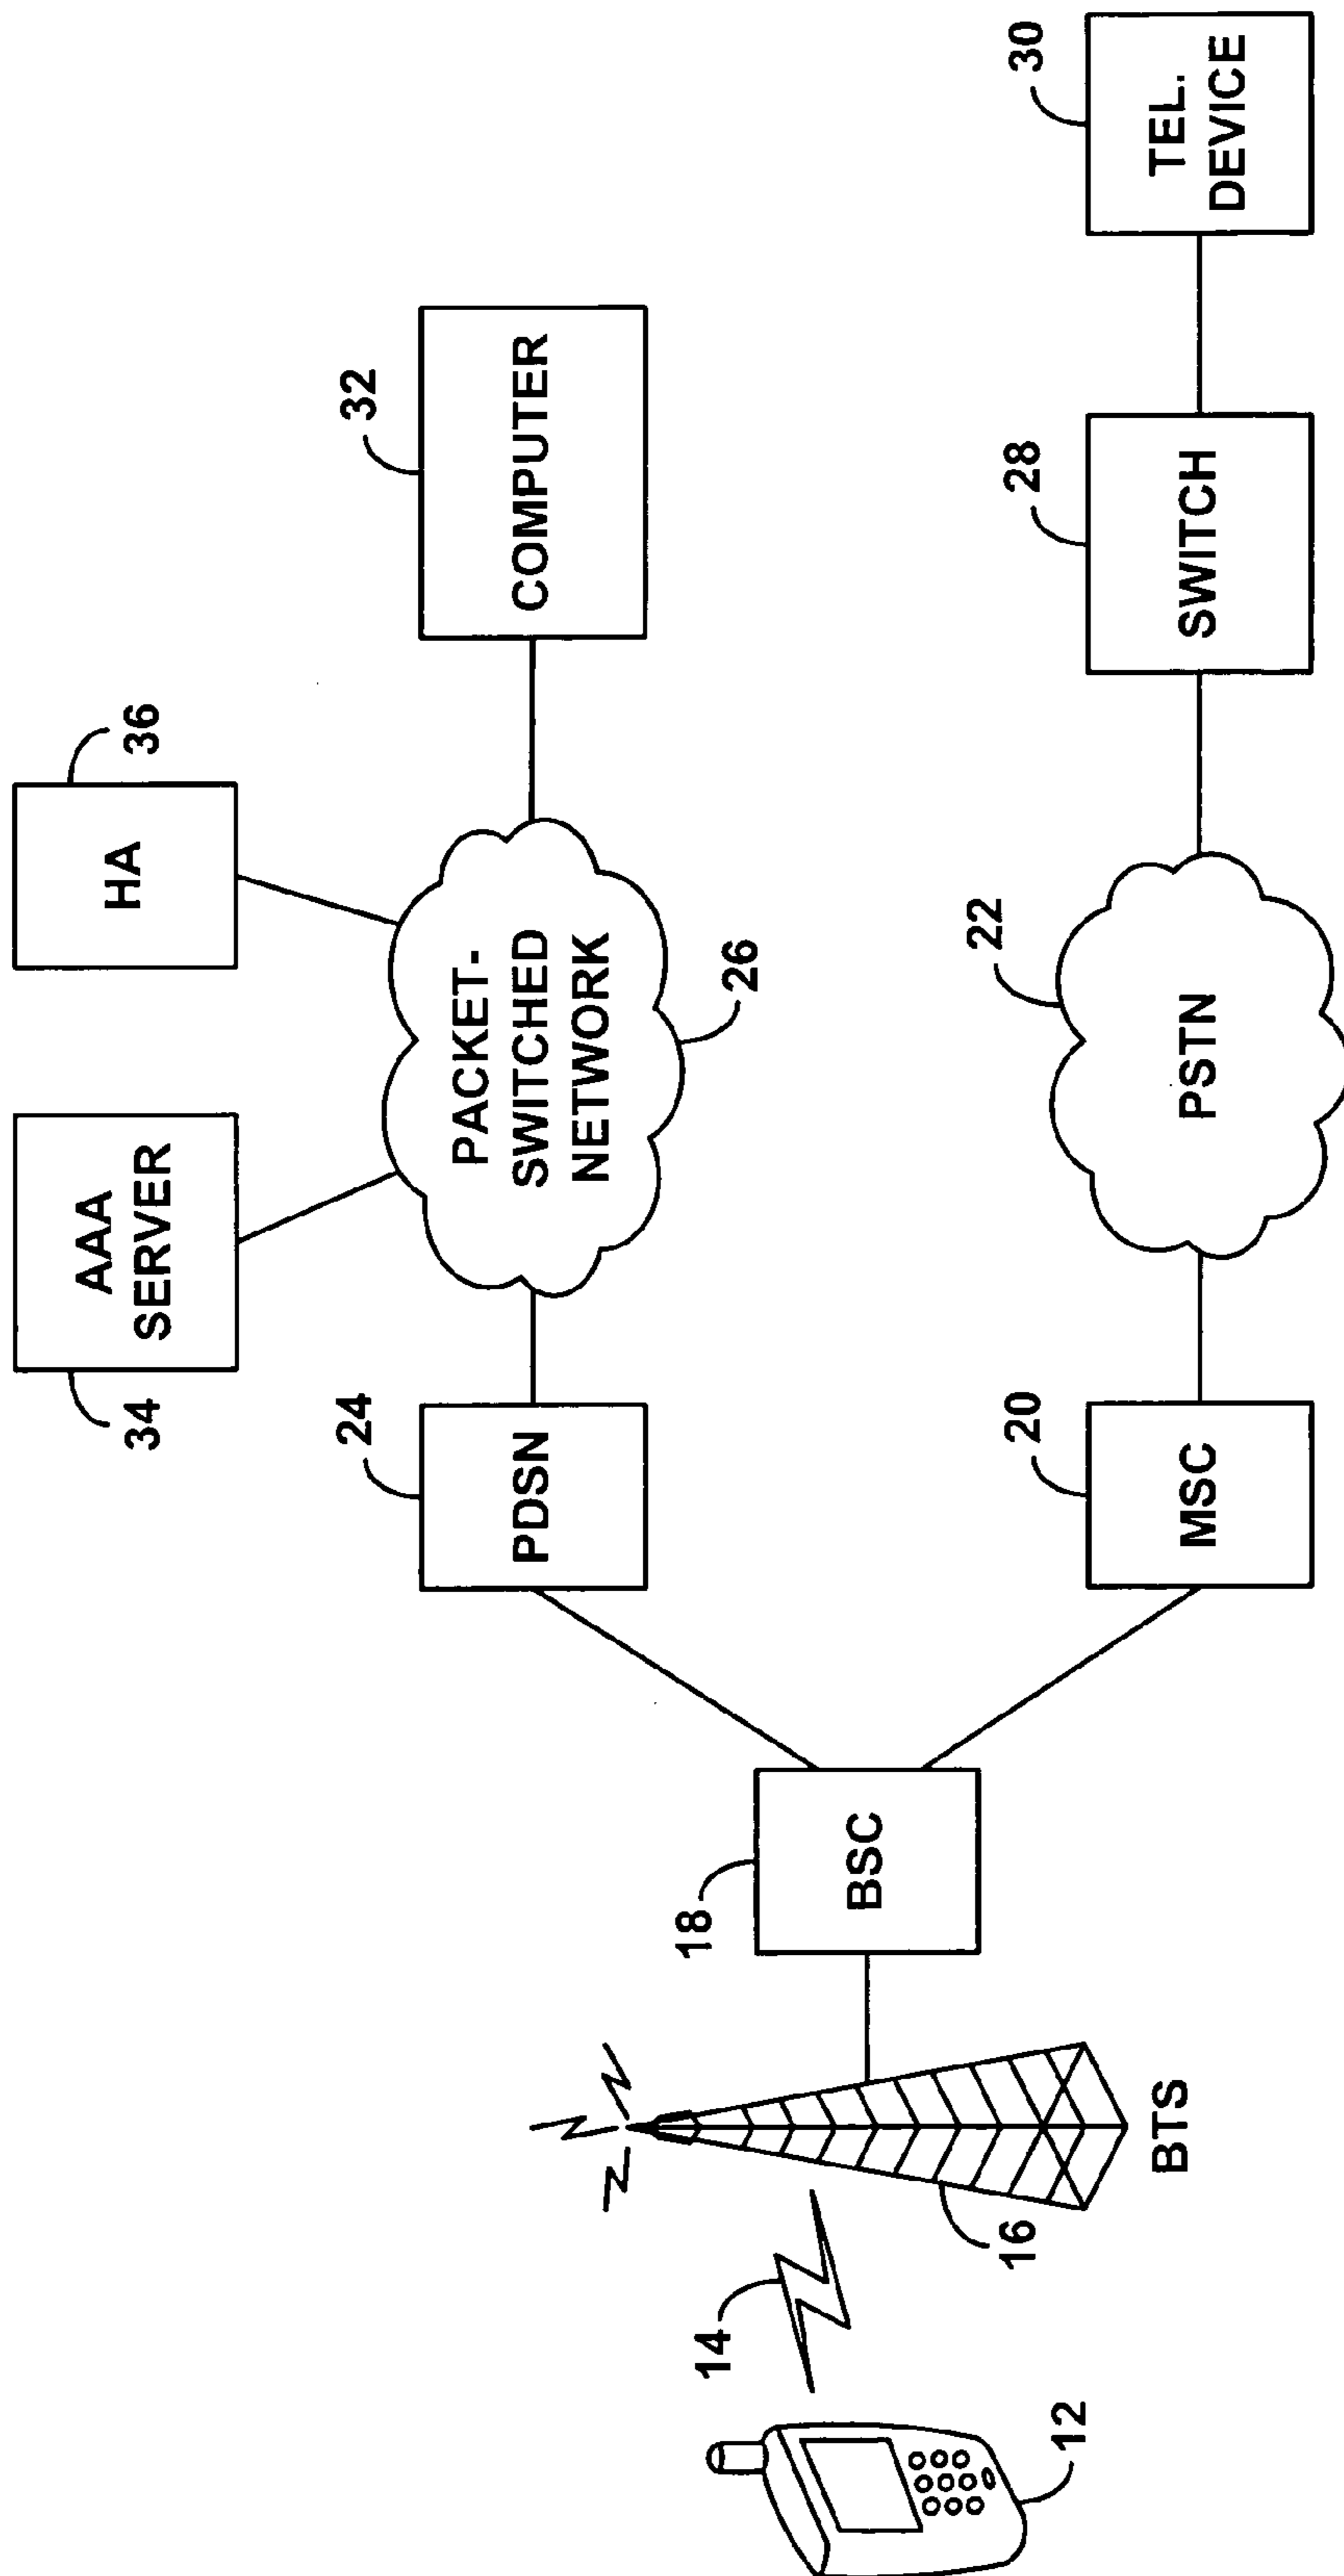 34
AAA
SERVER
HA
36
24
PDSN
PACKET-
SWITCHED
NETWORK
26
32
COMPUTER
14
12
16
BTS
18
BSC
20
MSC
22
PSTN
28
SWITCH
30
TEL.
DEVICE